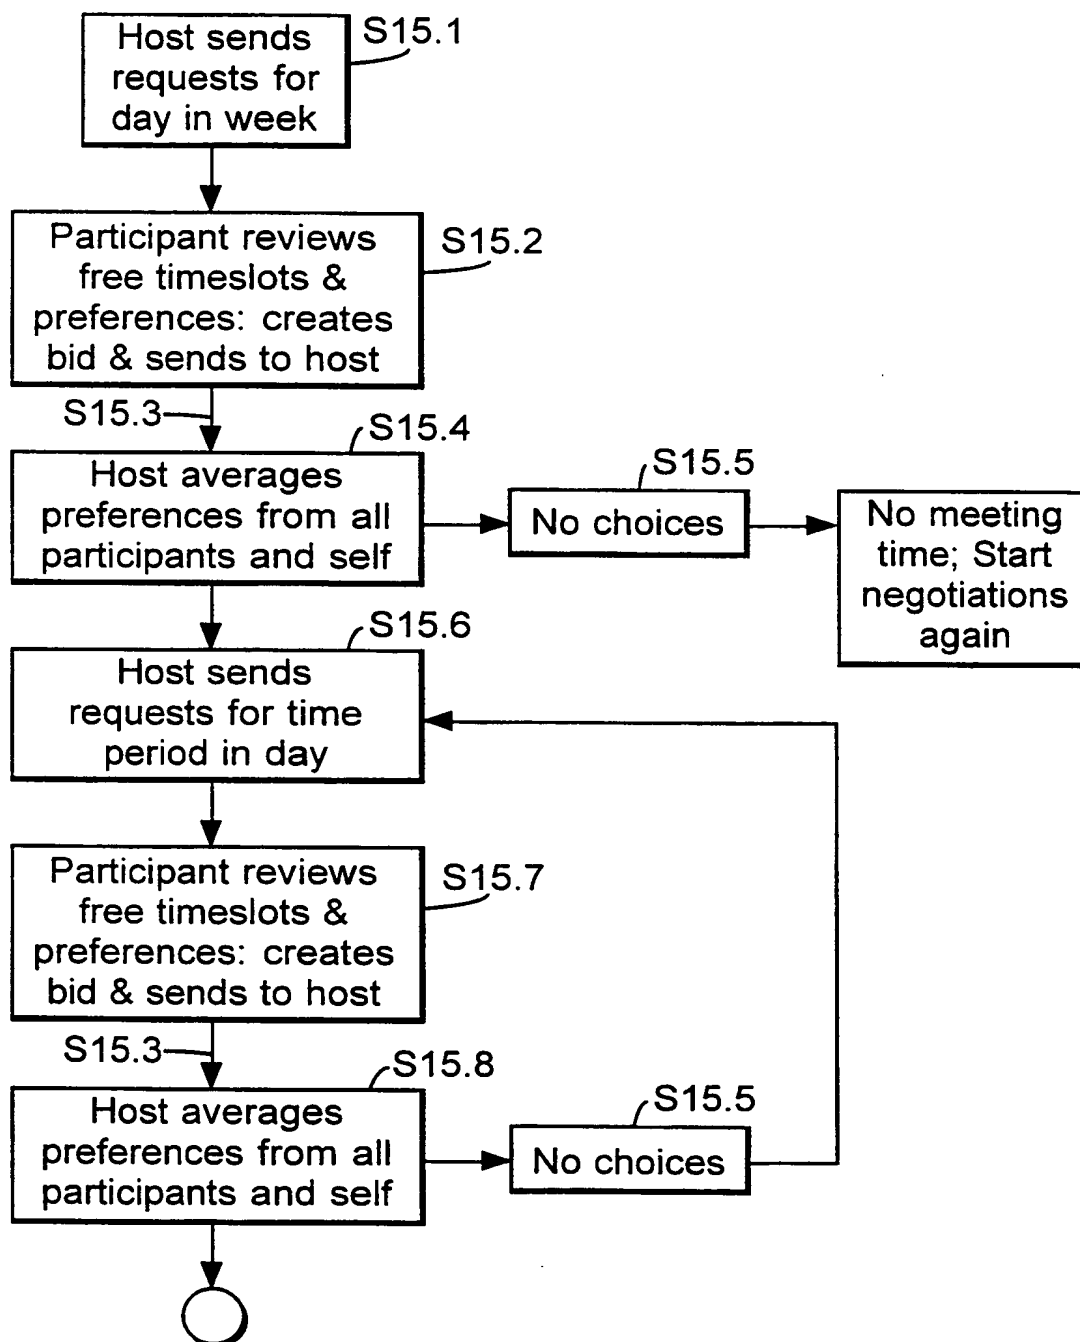 Host sends
requests for
day in week
S15.1
Participant reviews
free timeslots &
preferences: creates
bid & sends to host
S15.2
S15.3
S15.4
Host averages
preferences from all
participants and self
S15.5
No choices
No meeting
time; Start
negotiations
again
S15.6
Host sends
requests for time
period in day
Participant reviews
free timeslots &
preferences: creates
bid & sends to host
S15.7
S15.3
S15.8
Host averages
preferences from all
participants and self
S15.5
No choices